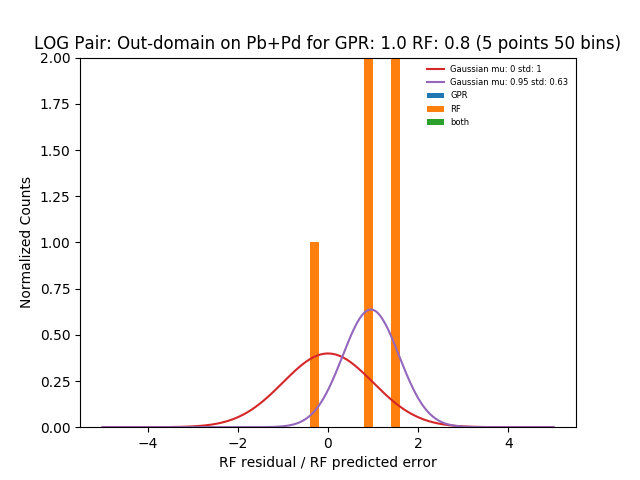 LOG Pair: Out-domain on Pb+Pd for GPR: 1.0 RF: 0.8 (5 points 50 bins)
Gaussian mu: 0 std: 1
Gaussian mu: 0.95 std: 0.63
GPR
RF
both
Normalized Counts
2.00
1.75
1.50
1.25
1.00
0.75
0.50
0.25
0.00
−4
−2
0
2
4
RF residual / RF predicted error